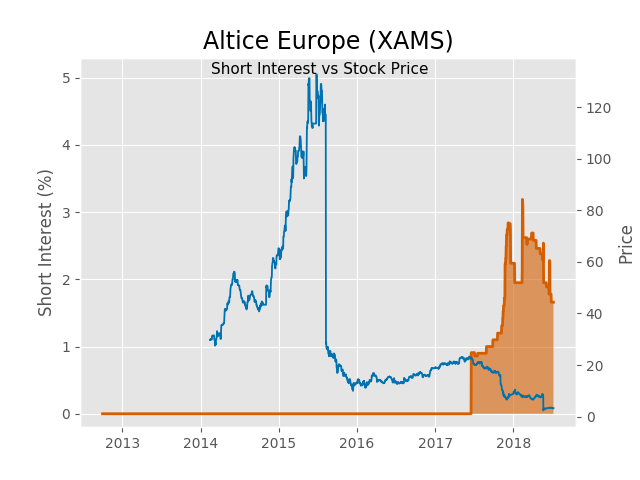 Altice Europe (XAMS)
Short Interest vs Stock Price
Short Interest (%)
5
4
3
2
1
0
120
100
80
60
40
20
0
Price
2013 2014 2015 2016 2017 2018